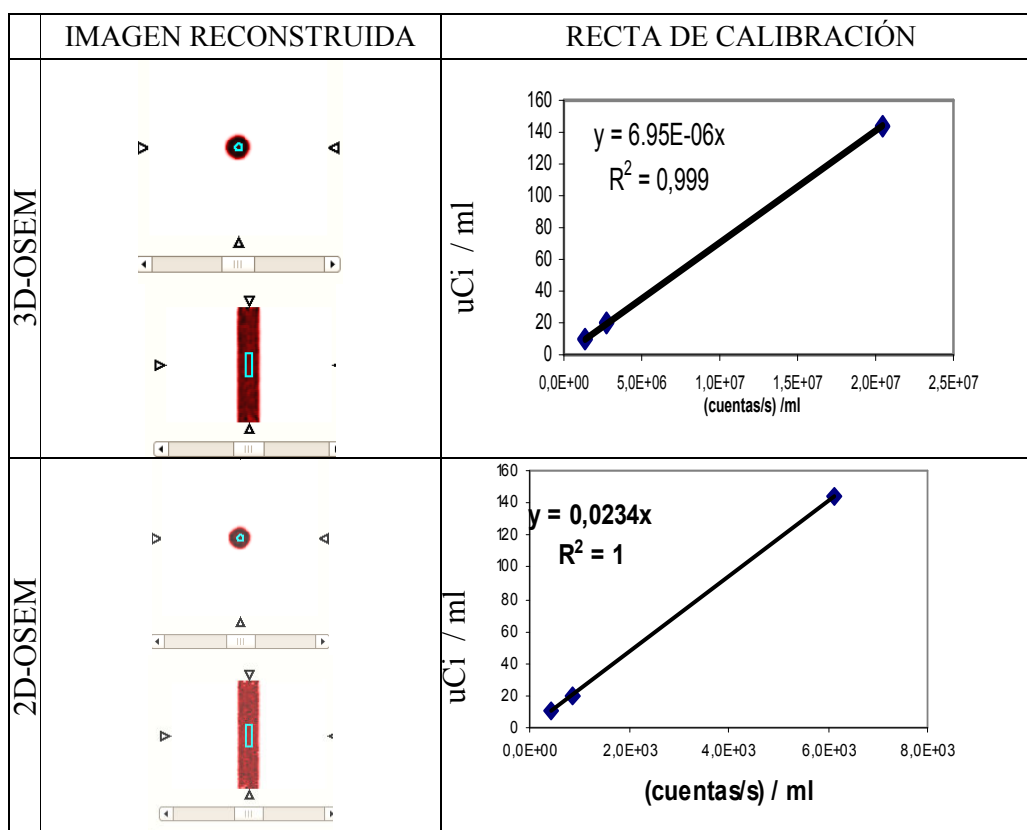 IMAGEN RECONSTRUIDA
RECTA DE CALIBRACIÓN
3D-OSEM
uCi / ml
160
140
120
100
80
60
40
20
0
y = 6.95E-06x
R² = 0,999
0,0E+00 5,0E+06 1,0E+07 1,5E+07 2,0E+07 2,5E+07
(cuentas/s) /ml
2D-OSEM
uCi / ml
160
140
120
100
80
60
40
20
0
y = 0,0234x
R² = 1
0,0E+00 2,0E+03 4,0E+03 6,0E+03 8,0E+03
(cuentas/s) / ml